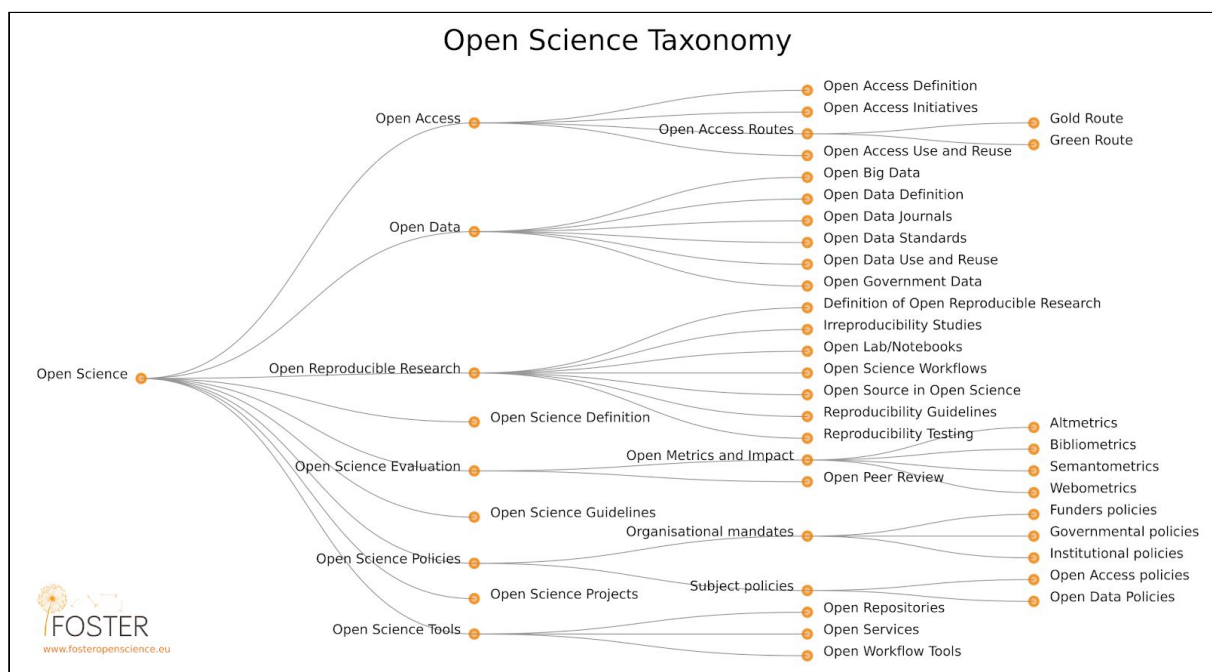 Open Science Taxonomy
Open Science
Open Access
Open Access Definition
Open Access Initiatives
Open Access Routes
Gold Route
Green Route
Open Access Use and Reuse
Open Data
Open Big Data
Open Data Definition
Open Data Journals
Open Data Standards
Open Data Use and Reuse
Open Government Data
Open Reproducible Research
Definition of Open Reproducible Research
Irreproducibility Studies
Open Lab/Notebooks
Open Science Workflows
Open Source in Open Science
Reproducibility Guidelines
Reproducibility Testing
Open Science Definition
Open Science Evaluation
Open Metrics and Impact
Altmetrics
Bibliometrics
Semantometrics
Webometrics
Open Peer Review
Open Science Guidelines
Open Science Policies
Organisational mandates
Funders policies
Governmental policies
Institutional policies
Subject policies
Open Access policies
Open Data Policies
Open Science Projects
Open Science Tools
Open Repositories
Open Services
Open Workflow Tools
FOSTER
www.fosteropenscience.eu